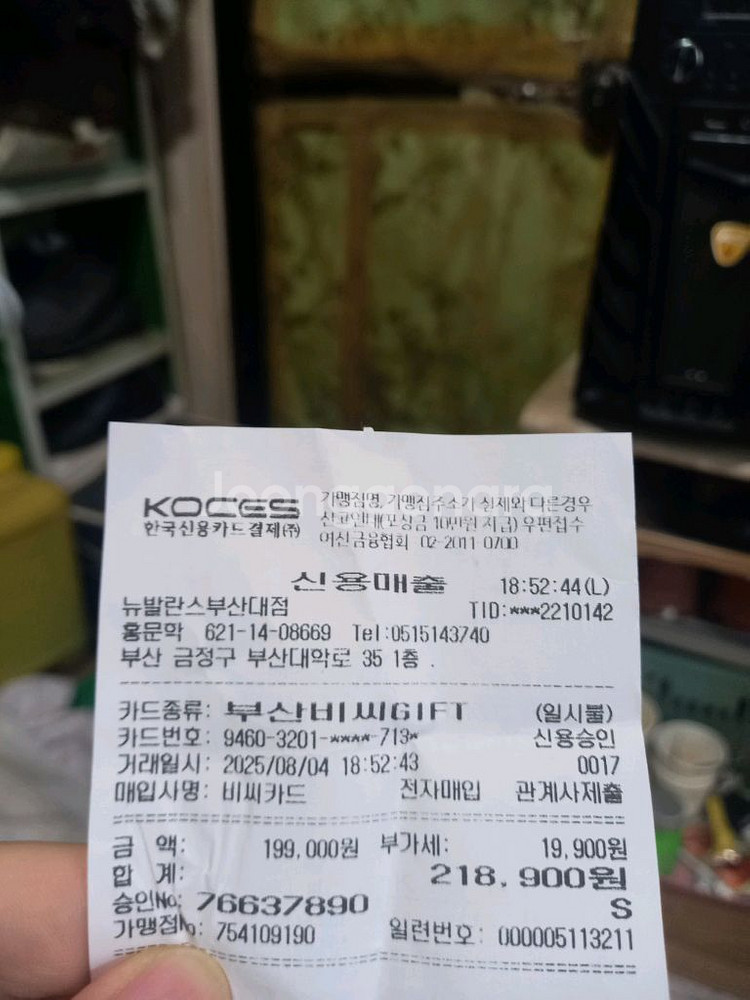 KOCES
한국신용카드결제(주)
가맹점명, 가맹점주소가 실제와 다른경우
신고안내(포상금 10만원 지급) 우편접수
여신금융협회 02-2011-0700
신용매출 18:52:44(L)
뉴발란스부산대점 TID:***2210142
홍문학 621-14-08669 Tel:0515143740
부산 금정구 부산대학로 35 1층 .
카드종류: 부산비씨GIFT (일시불)
카드번호: 9460-3201-****-713* 신용승인
거래일시: 2025/08/04 18:52:43 0017
매입사명: 비씨카드 전자매입 관계사제출
금 액: 199,000원 부가세: 19,900원
합 계: 218,900원
승인No: 76637890 S
가맹점No: 754109190 일련번호: 000005113211